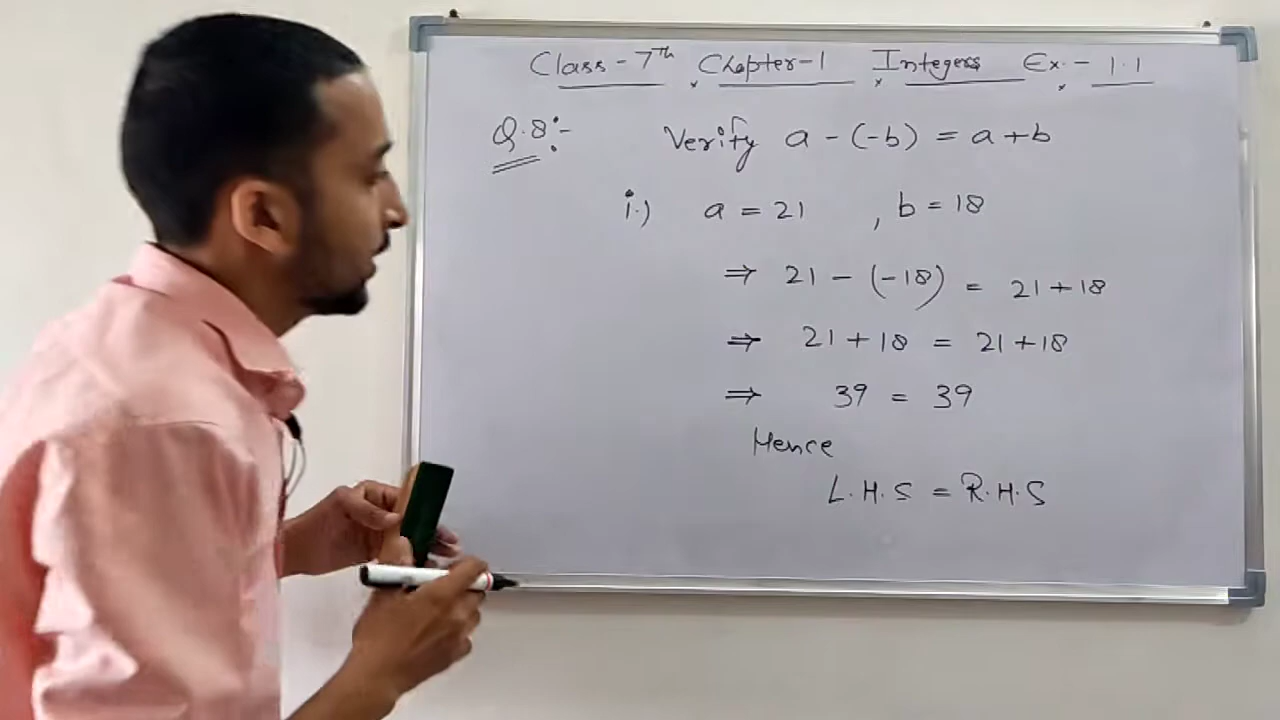 Class - 7th Chapter-1 Integers Ex.- 1.1
Q.8:- Verify a - (-b) = a + b
i.) a = 21 , b = 18
⇒ 21 - (-18) = 21 + 18
⇒ 21 + 18 = 21 + 18
⇒ 39 = 39
Hence
L.H.S = R.H.S